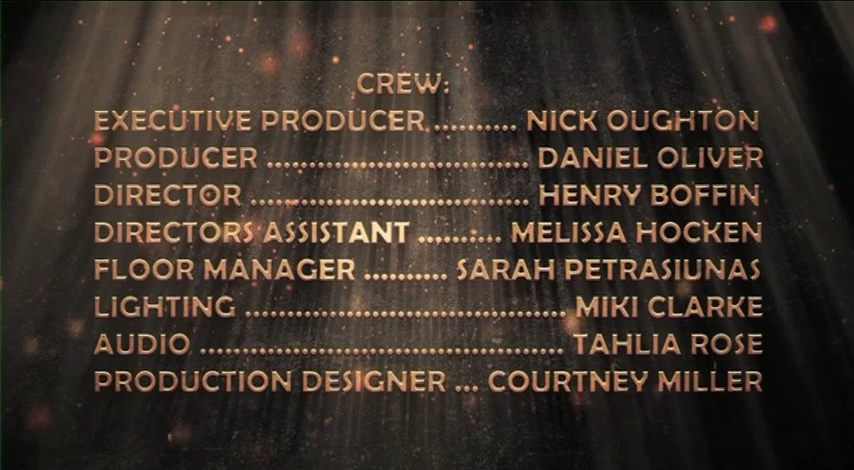 CREW:
EXECUTIVE PRODUCER .......... NICK OUGHTON
PRODUCER ................................ DANIEL OLIVER
DIRECTOR .................................. HENRY BOFFIN
DIRECTORS ASSISTANT .......... MELISSA HOCKEN
FLOOR MANAGER .......... SARAH PETRASIUNAS
LIGHTING ....................................... MIKI CLARKE
AUDIO ............................................ TAHLIA ROSE
PRODUCTION DESIGNER ... COURTNEY MILLER